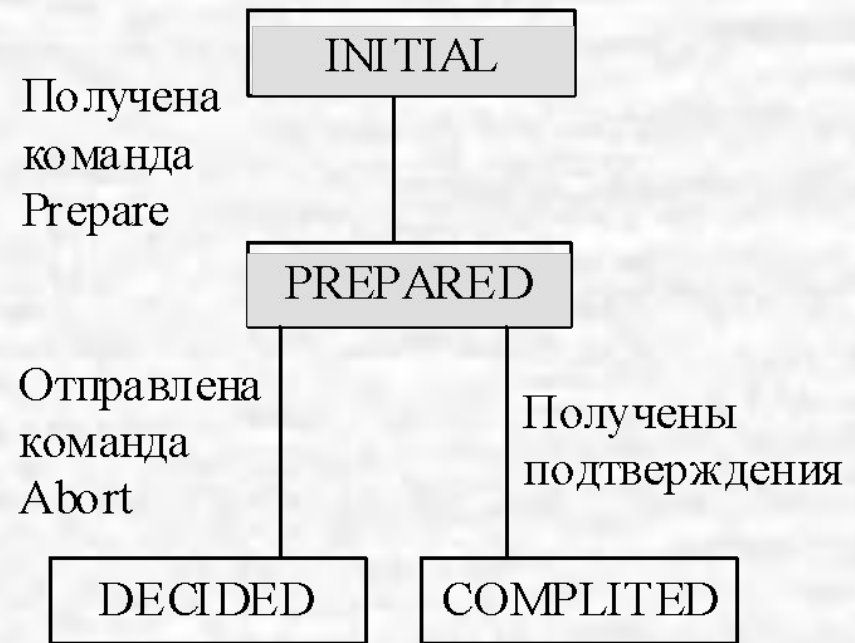 INITIAL
Получена
команда
Prepare
PREPARED
Отправлена
команда
Abort
Получены
подтверждения
DECIDED
COMPLITED